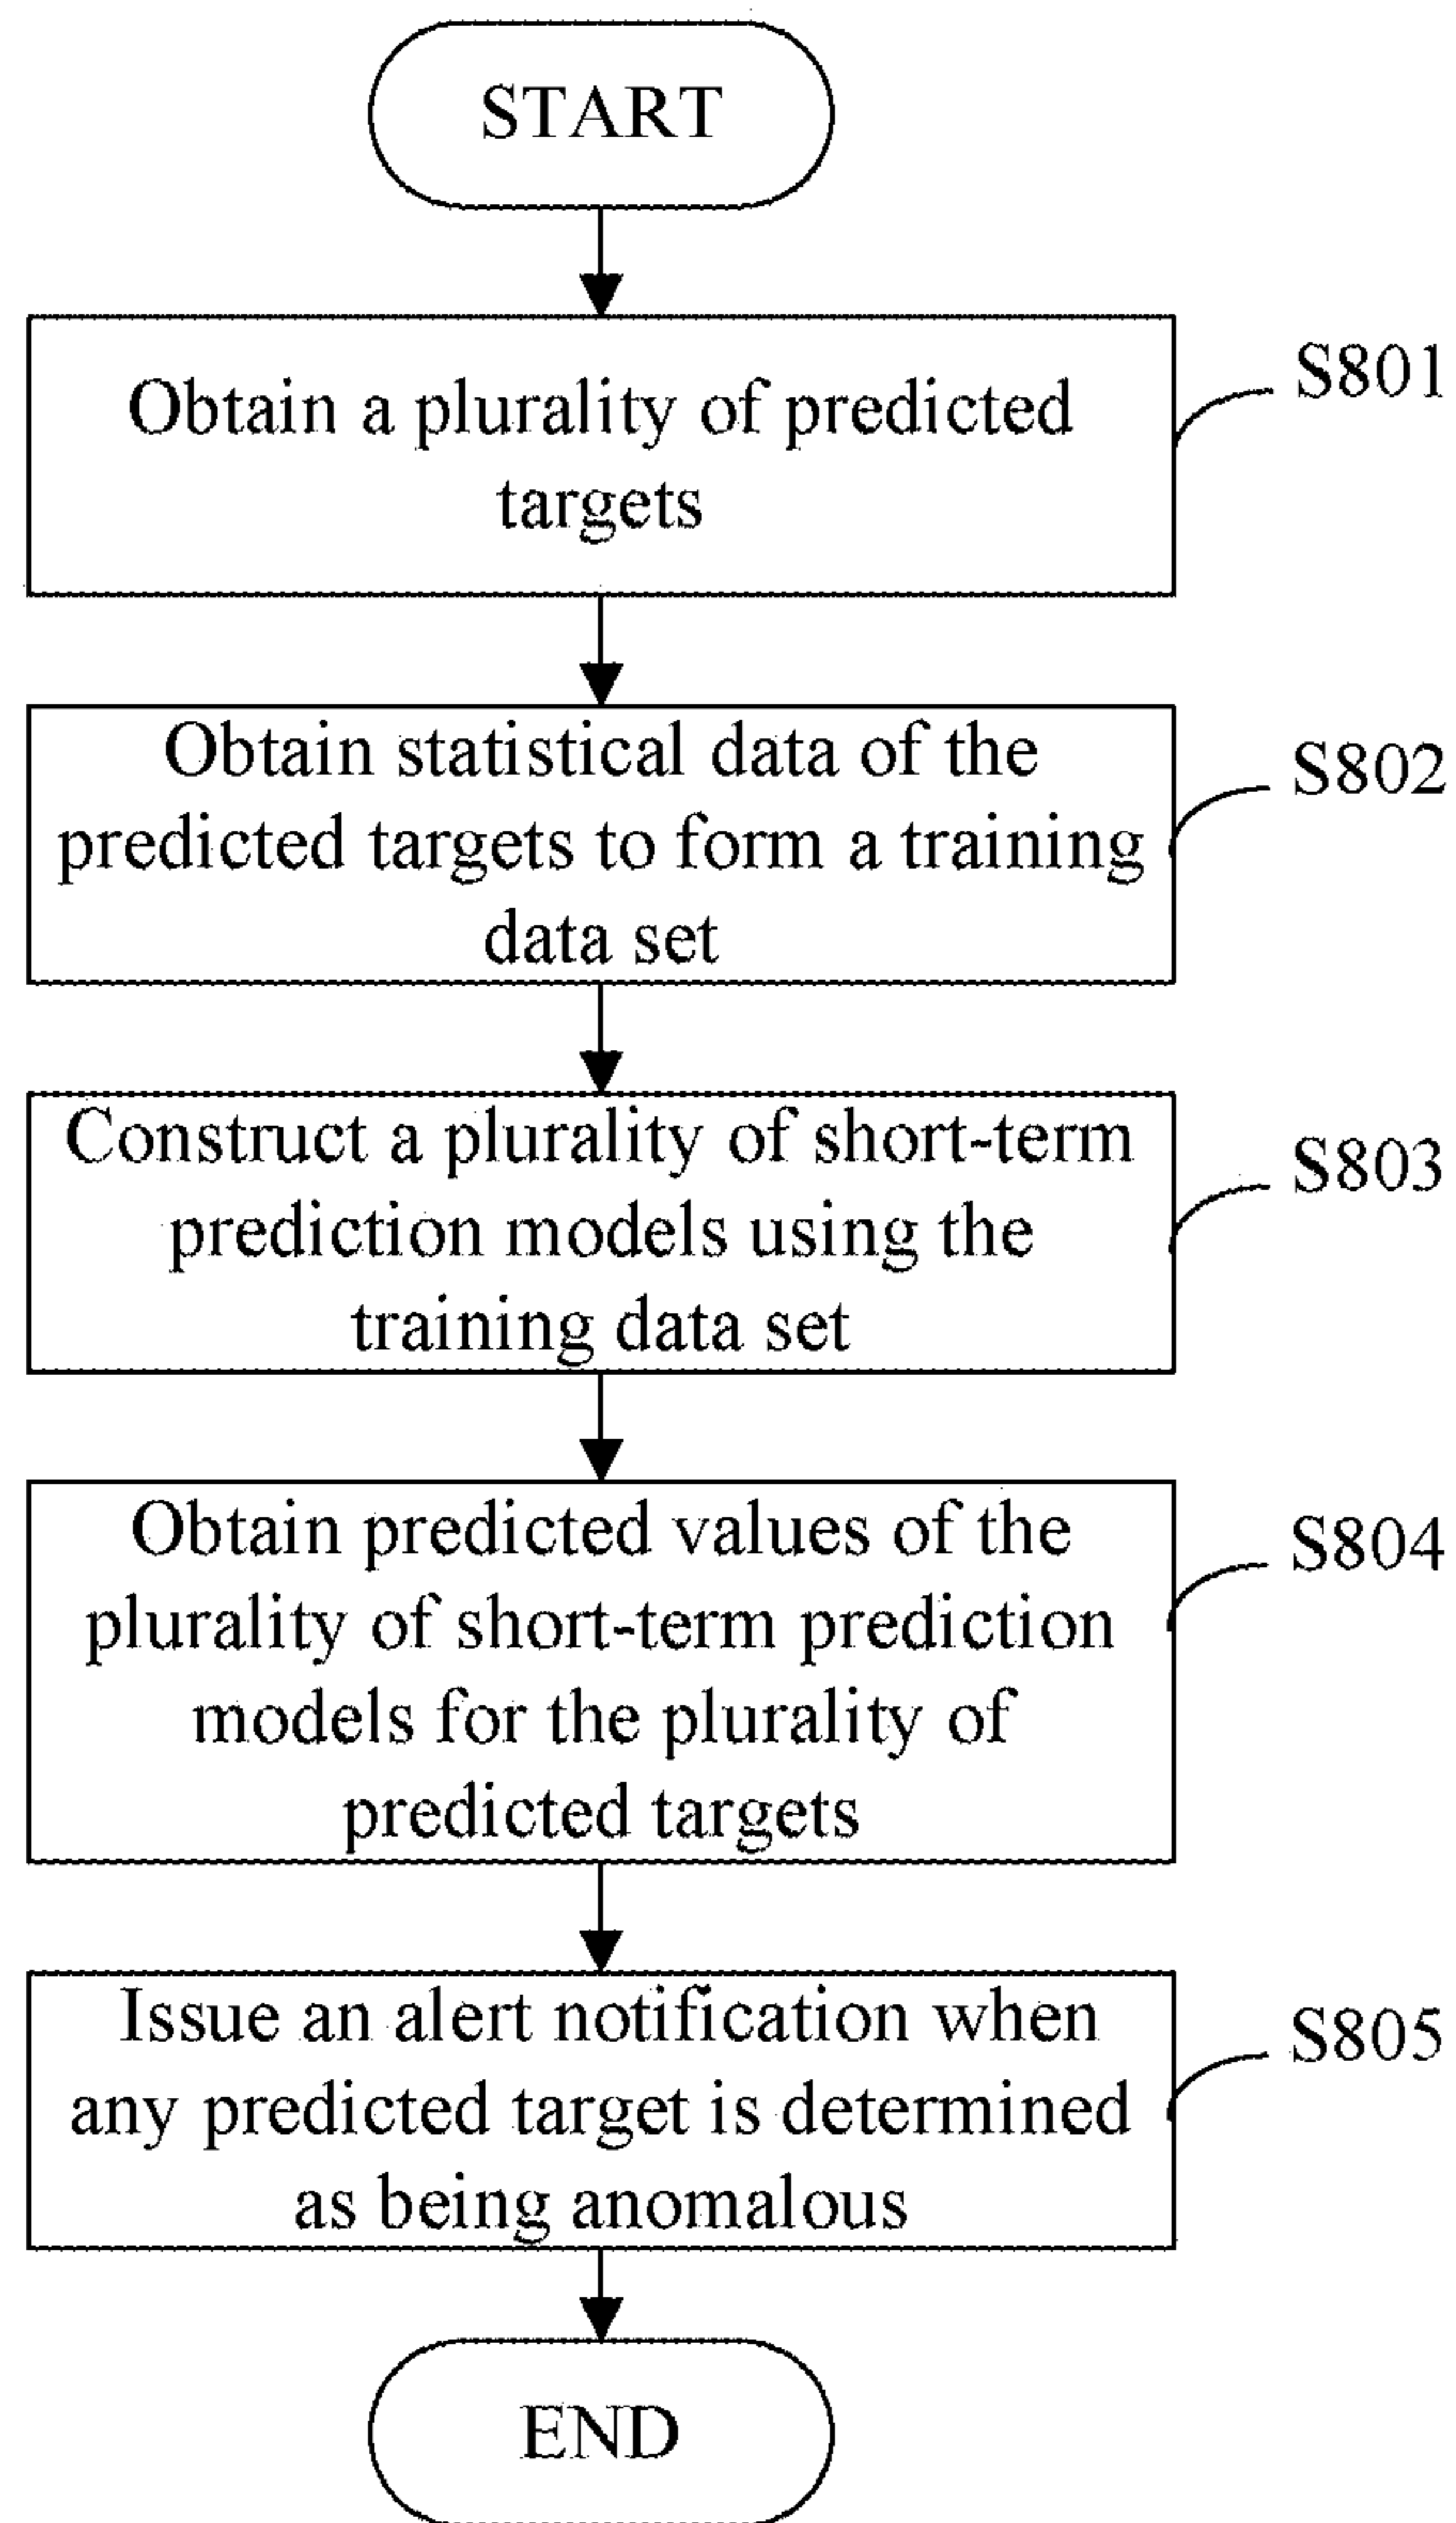 START
Obtain a plurality of predicted
targets
S801
Obtain statistical data of the
predicted targets to form a training
data set
S802
Construct a plurality of short-term
prediction models using the
training data set
S803
Obtain predicted values of the
plurality of short-term prediction
models for the plurality of
predicted targets
S804
Issue an alert notification when
any predicted target is determined
as being anomalous
S805
END